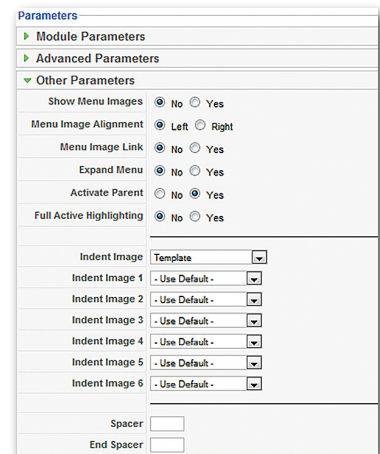 Parameters
Module Parameters
Advanced Parameters
Other Parameters
Show Menu Images No Yes
Menu Image Alignment Left Right
Menu Image Link No Yes
Expand Menu No Yes
Activate Parent No Yes
Full Active Highlighting No Yes
Indent Image Template
Indent Image 1 - Use Default -
Indent Image 2 - Use Default -
Indent Image 3 - Use Default -
Indent Image 4 - Use Default -
Indent Image 5 - Use Default -
Indent Image 6 - Use Default -
Spacer
End Spacer